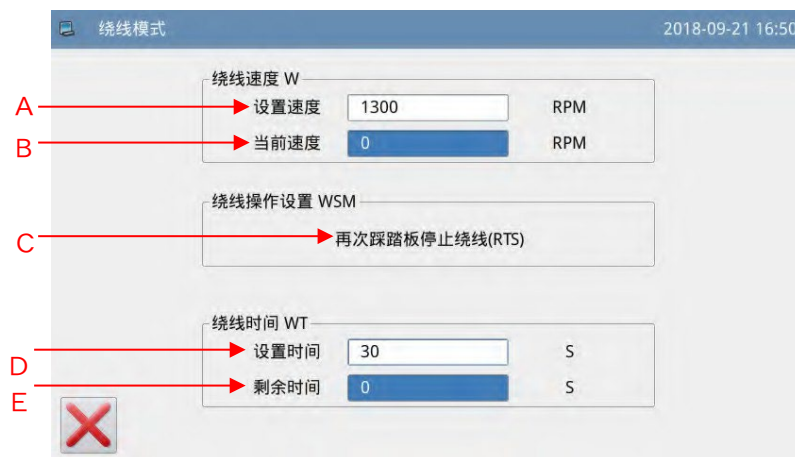 绕线模式 2018-09-21 16:50
绕线速度 W
A 设置速度 1300 RPM
B 当前速度 0 RPM
绕线操作设置 WSM
C 再次踩踏板停止绕线(RTS)
绕线时间 WT
D 设置时间 30 S
E 剩余时间 0 S